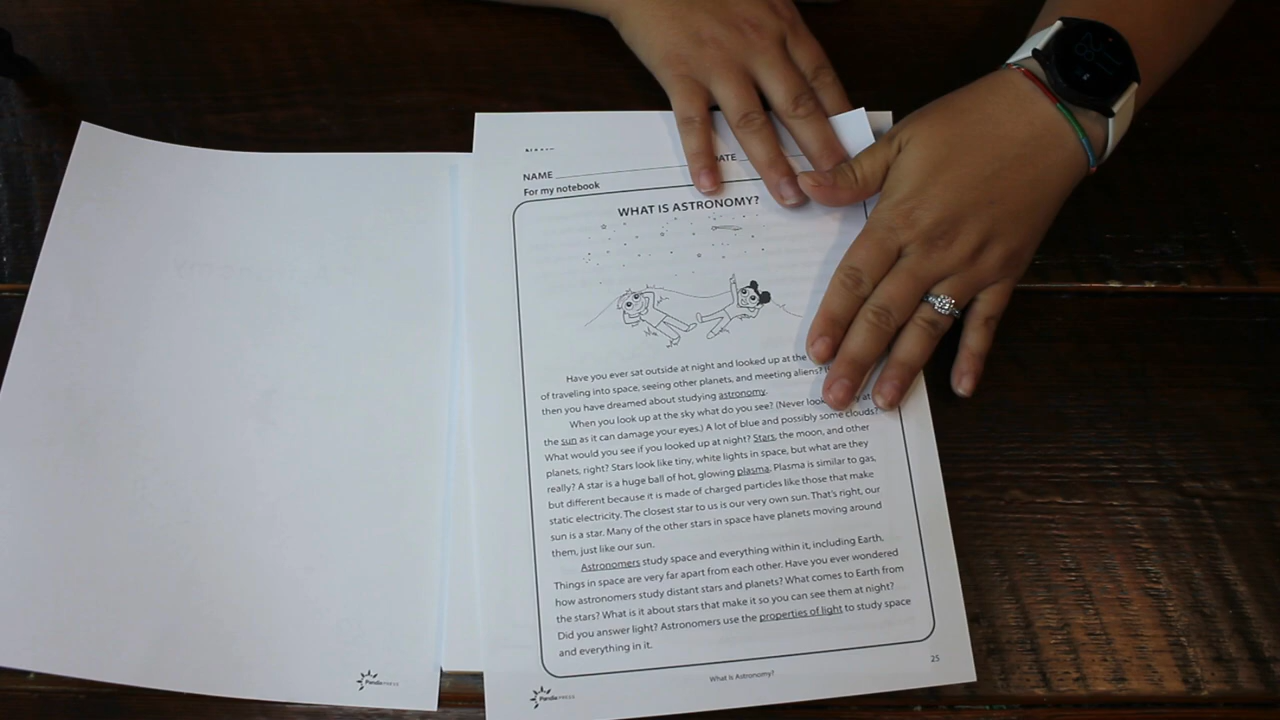 NAME DATE
For my notebook
WHAT IS ASTRONOMY?
Have you ever sat outside at night and looked up at the
of traveling into space, seeing other planets, and meeting aliens?
then you have dreamed about studying astronomy.
When you look up at the sky what do you see? (Never look at
the sun as it can damage your eyes.) A lot of blue and possibly some clouds?
What would you see if you looked up at night? Stars, the moon, and other
planets, right? Stars look like tiny, white lights in space, but what are they
really? A star is a huge ball of hot, glowing plasma. Plasma is similar to gas,
but different because it is made of charged particles like those that make
static electricity. The closest star to us is our very own sun. That's right, our
sun is a star. Many of the other stars in space have planets moving around
them, just like our sun.
Astronomers study space and everything within it, including Earth.
Things in space are very far apart from each other. Have you ever wondered
how astronomers study distant stars and planets? What comes to Earth from
the stars? What is it about stars that make it so you can see them at night?
Did you answer light? Astronomers use the properties of light to study space
and everything in it.
What Is Astronomy?
25
Pandia PRESS
Pandia PRESS